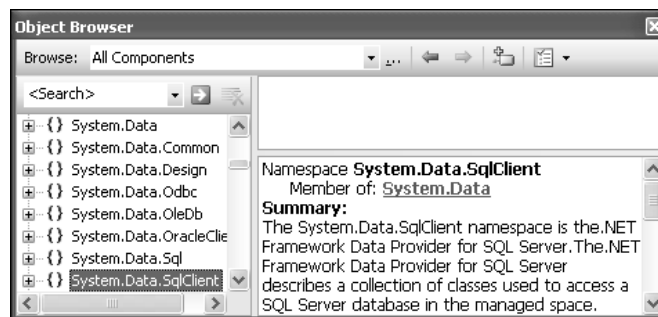 Object Browser
Browse: All Components
<Search>
{} System.Data
{} System.Data.Common
{} System.Data.Design
{} System.Data.Odbc
{} System.Data.OleDb
{} System.Data.OracleClie
{} System.Data.Sql
{} System.Data.SqlClient
Namespace System.Data.SqlClient
Member of: System.Data
Summary:
The System.Data.SqlClient namespace is the.NET
Framework Data Provider for SQL Server.The.NET
Framework Data Provider for SQL Server
describes a collection of classes used to access a
SQL Server database in the managed space.